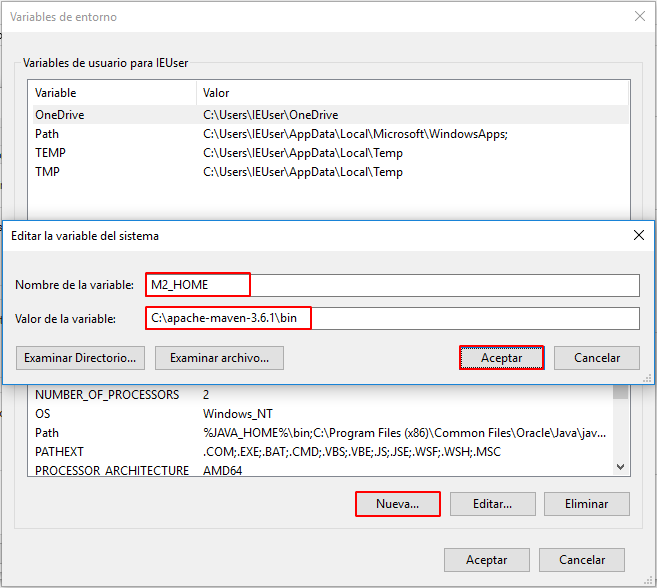 Variables de entorno
Variables de usuario para IEUser
Variable Valor
OneDrive C:\Users\IEUser\OneDrive
Path C:\Users\IEUser\AppData\Local\Microsoft\WindowsApps;
TEMP C:\Users\IEUser\AppData\Local\Temp
TMP C:\Users\IEUser\AppData\Local\Temp
Editar la variable del sistema
Nombre de la variable: M2_HOME
Valor de la variable: C:\apache-maven-3.6.1\bin
Examinar Directorio... Examinar archivo... Aceptar Cancelar
NUMBER_OF_PROCESSORS 2
OS Windows_NT
Path %JAVA_HOME%\bin;C:\Program Files (x86)\Common Files\Oracle\Java\jav...
PATHEXT .COM;.EXE;.BAT;.CMD;.VBS;.VBE;.JS;.JSE;.WSF;.WSH;.MSC
PROCESSOR_ARCHITECTURE AMD64
Nueva... Editar... Eliminar
Aceptar Cancelar